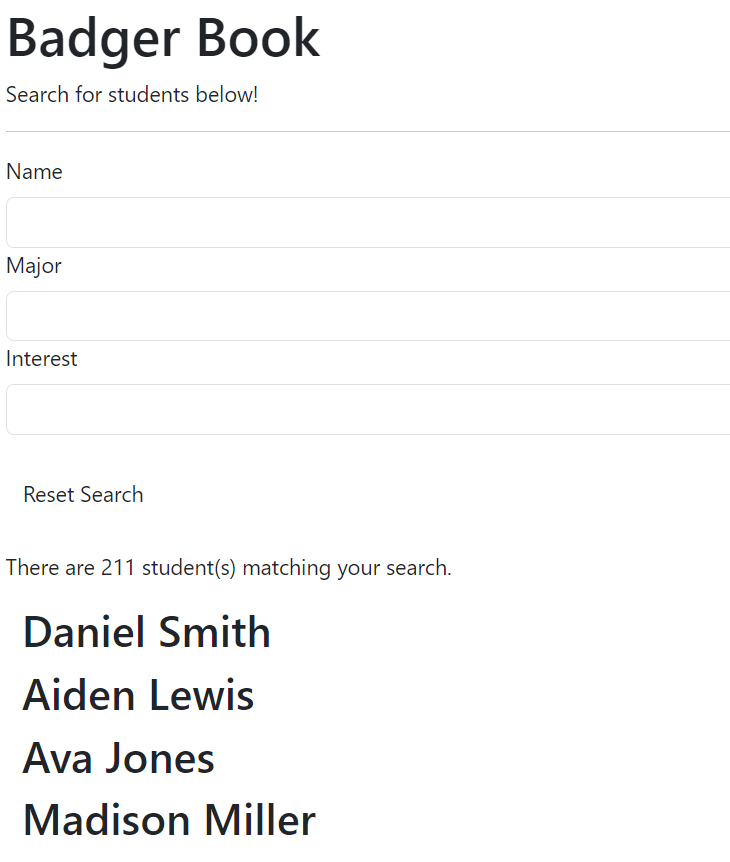 Badger Book
Search for students below!
Name
Major
Interest
Reset Search
There are 211 student(s) matching your search.
Daniel Smith
Aiden Lewis
Ava Jones
Madison Miller